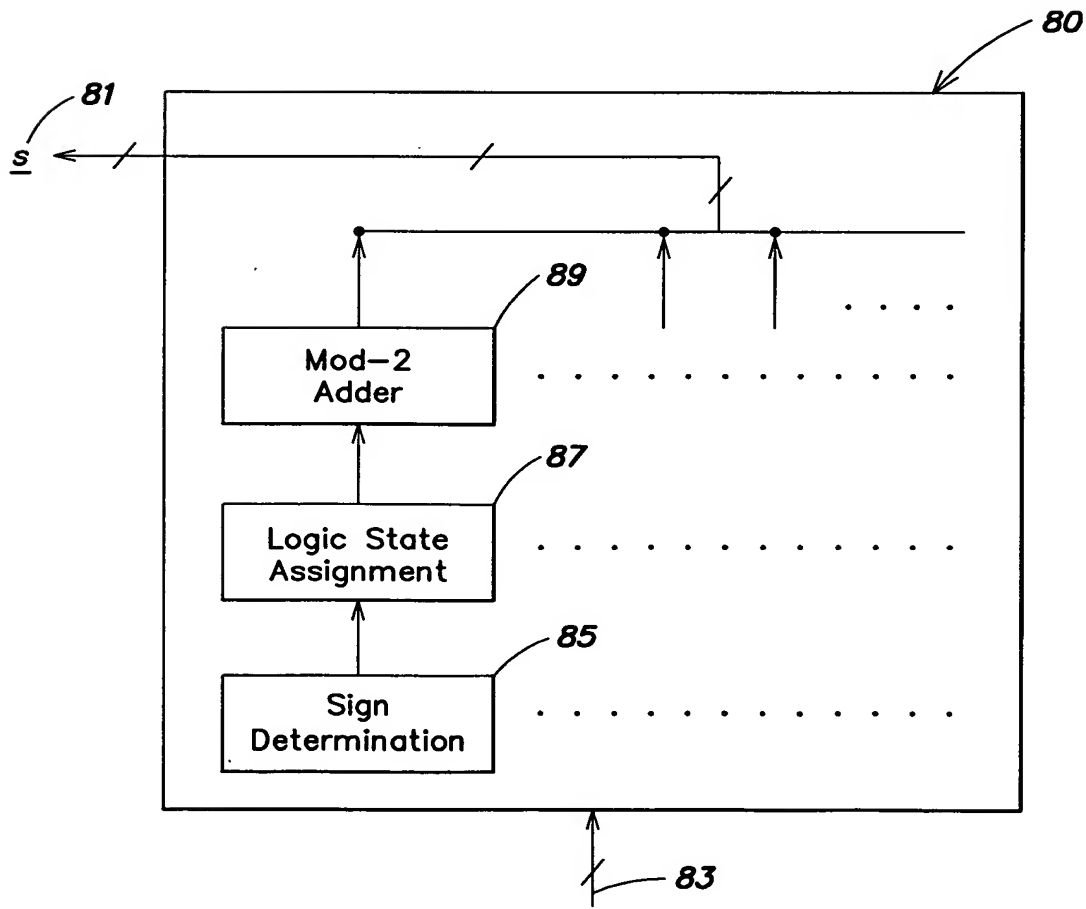 80
81
s
89
Mod-2
Adder
87
Logic State
Assignment
85
Sign
Determination
83